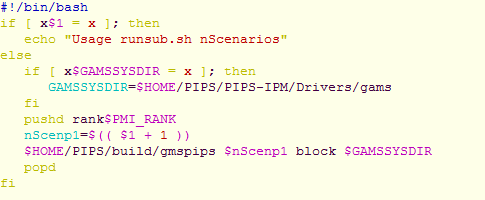 #!/bin/bash
if [ x$1 = x ]; then
echo "Usage runsub.sh nScenarios"
else
if [ x$GAMSSYSDIR = x ]; then
GAMSSYSDIR=$HOME/PIPS/PIPS-IPM/Drivers/gams
fi
pushd rank$PMI_RANK
nScenp1=$(( $1 + 1 ))
$HOME/PIPS/build/gmspips $nScenp1 block $GAMSSYSDIR
popd
fi